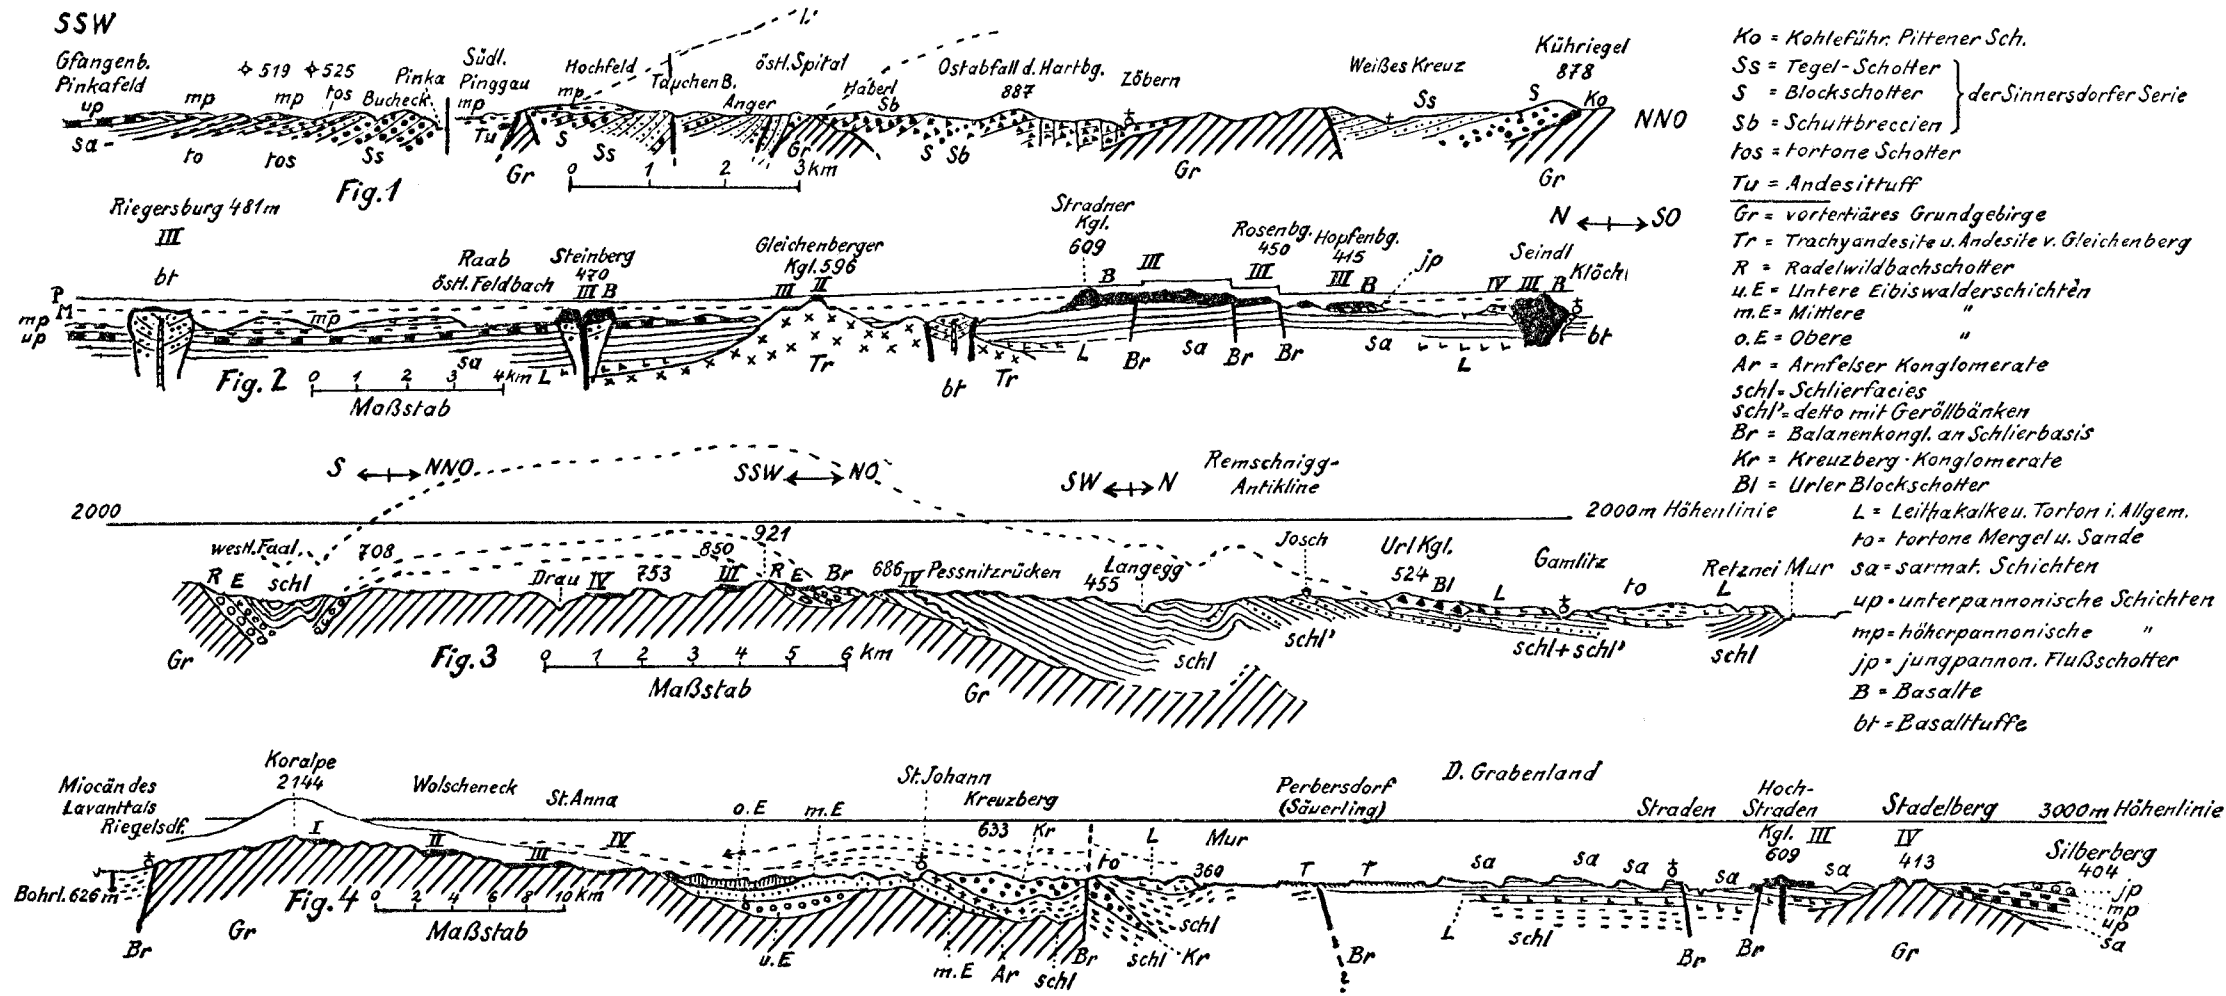 SSW
Gfangenb.
Pinkafeld
up
mp
519
525
mp
tos
Bucheck.
Pinka
Südl.
Pinggau
mp
Hochfeld
mp
Tauchen B.
östl. Spital
Anger
Haberl
Sb
Ostabfall d. Hartbg.
887
Zöbern
Weißes Kreuz
Ss
Kühriegel
878
S
Ko
NNO
sa
to
tos
Ss
Tu
Gr
S
Ss
Gr
S
Sb
Gr
Gr
Fig. 1
0 1 2 3 km
Riegersburg 481m
III
bt
Raab
östl. Feldbach
Steinberg
470
III B
Gleichenberger
Kgl. 596
III II
Stradner
Kgl.
609
B III
Rosenbg.
450
III
Hopfenbg.
415
III B
jp
N SO
Seindl
IV III B
Klöch
P
M
mp
up
mp
sa
L
Tr
bt
Tr
L
Br
sa
Br
Br
sa
L
bt
Fig. 2
0 1 2 3 4 km
Maßstab
S NNO
SSW NO
SW N
Remschnigg-
Antikline
2000
2000m Höhenlinie
westl. Faal.
R E schl
708
Drau
IV
753
850
III
921
R E Br
686
IV
Pessnitzrücken
455
Langegg
Josch
Url Kgl.
524
Bl
L
Gamlitz
to
Retznei
L
Mur
Gr
Fig. 3
0 1 2 3 4 5 6 km
Maßstab
Gr
schl
schl'
schl + schl'
schl
Miocän des
Lavanttals
Riegelsdf.
Koralpe
2144
I
Wolscheneck
II
St. Anna
III
IV
o.E
m.E
St. Johann
Kreuzberg
633
Kr
L
to
Mur
360
Perbersdorf
(Säuerling)
T T
D. Grabenland
sa sa sa sa
Straden
Hoch-
Straden
Kgl.
609
III
sa
Stadelberg
IV
413
3000m Höhenlinie
Silberberg
404
jp
mp
up
sa
Bohrl. 626 m
Br
Gr
Fig. 4
0 2 4 6 8 10 km
Maßstab
u.E
m.E
Ar
schl
Br
schl
Kr
schl
Br
?
L
schl
Br
Br
Gr
Ko = Kohleführ. Pittener Sch.
Ss = Tegel-Schotter
S = Blockschotter
Sb = Schuttbreccien
der Sinnersdorfer Serie
tos = tortone Schotter
Tu = Andesittuff
Gr = vortertiäres Grundgebirge
Tr = Trachyandesite u. Andesite v. Gleichenberg
R = Radelwildbachschotter
u.E = Untere Eibiswalderschichten
m.E = Mittlere "
o.E = Obere "
Ar = Arnfelser Konglomerate
schl = Schlierfacies
schl' = detto mit Geröllbänken
Br = Balanenkongl. an Schlierbasis
Kr = Kreuzberg-Konglomerate
Bl = Urler Blockschotter
L = Leithakalke u. Torton i. Allgem.
to = tortone Mergel u. Sande
sa = sarmat. Schichten
up = unterpannonische Schichten
mp = höherpannonische "
jp = jungpannon. Flußschotter
B = Basalte
bt = Basalttuffe